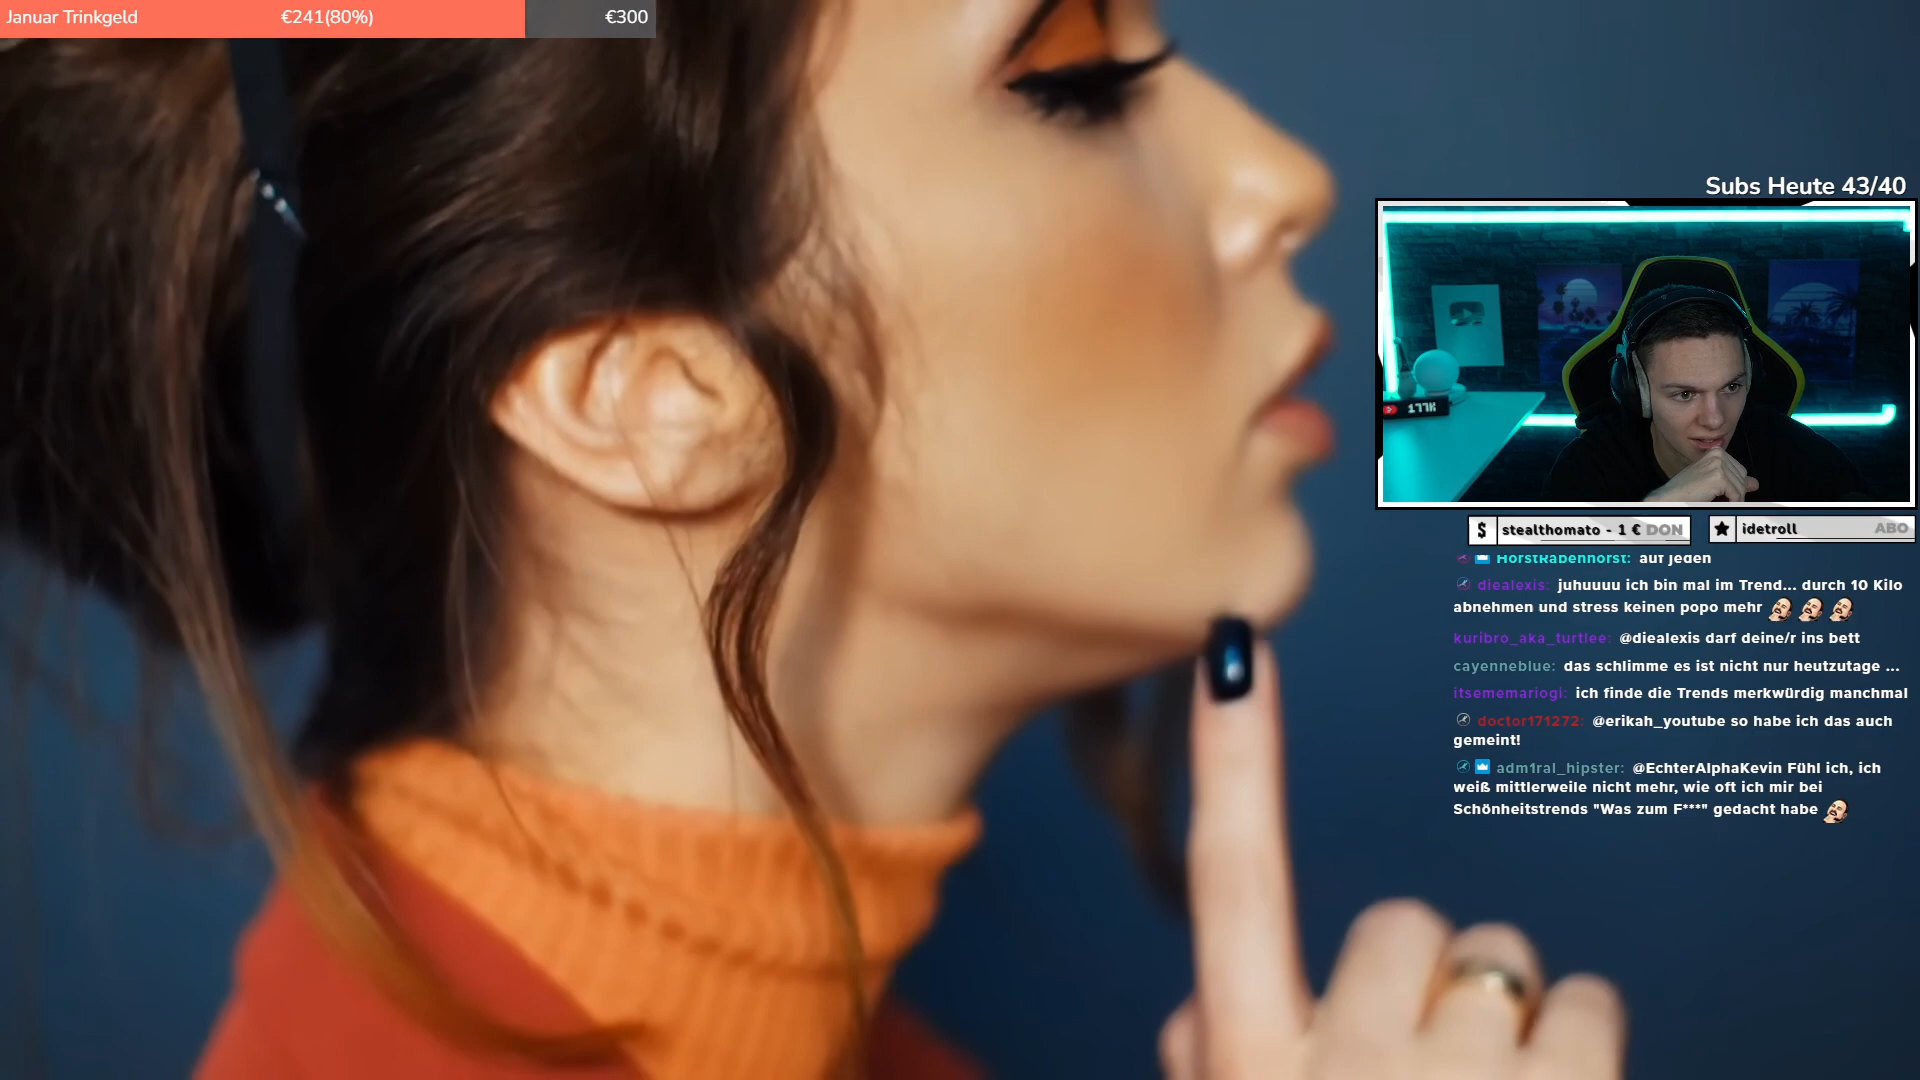 Januar Trinkgeld €241(80%) €300
Subs Heute 43/40
177K
$ stealthomato - 1 € DON
idetroll ABO
HorstRabenhorst: auf jeden
diealexis: juhuuuu ich bin mal im Trend... durch 10 Kilo
abnehmen und stress keinen popo mehr
kuribro_aka_turtlee: @diealexis darf deine/r ins bett
cayenneblue: das schlimme es ist nicht nur heutzutage ...
itsememariogi: ich finde die Trends merkwürdig manchmal
doctor171272: @erikah_youtube so habe ich das auch
gemeint!
adm1ral_hipster: @EchterAlphaKevin Fühl ich, ich
weiß mittlerweile nicht mehr, wie oft ich mir bei
Schönheitstrends "Was zum F***" gedacht habe